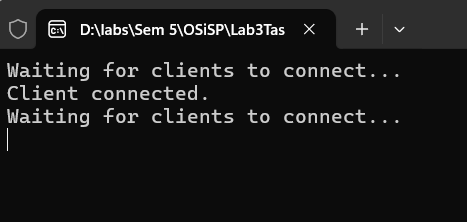 D:\labs\Sem 5\OSiSP\Lab3Tas
Waiting for clients to connect...
Client connected.
Waiting for clients to connect...